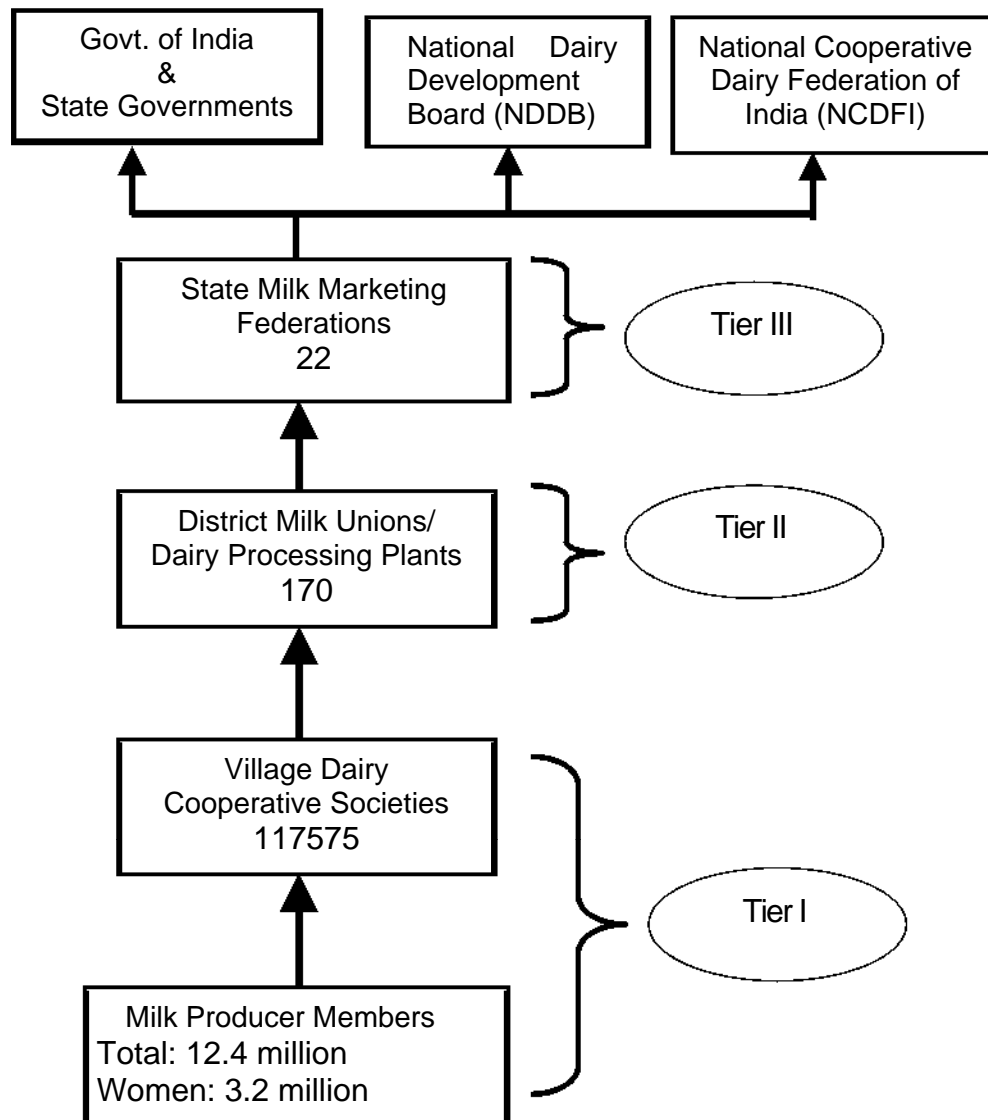 Govt. of India
&
State Governments
National Dairy
Development
Board (NDDB)
National Cooperative
Dairy Federation of
India (NCDFI)
State Milk Marketing
Federations
22
Tier III
District Milk Unions/
Dairy Processing Plants
170
Tier II
Village Dairy
Cooperative Societies
117575
Tier I
Milk Producer Members
Total: 12.4 million
Women: 3.2 million